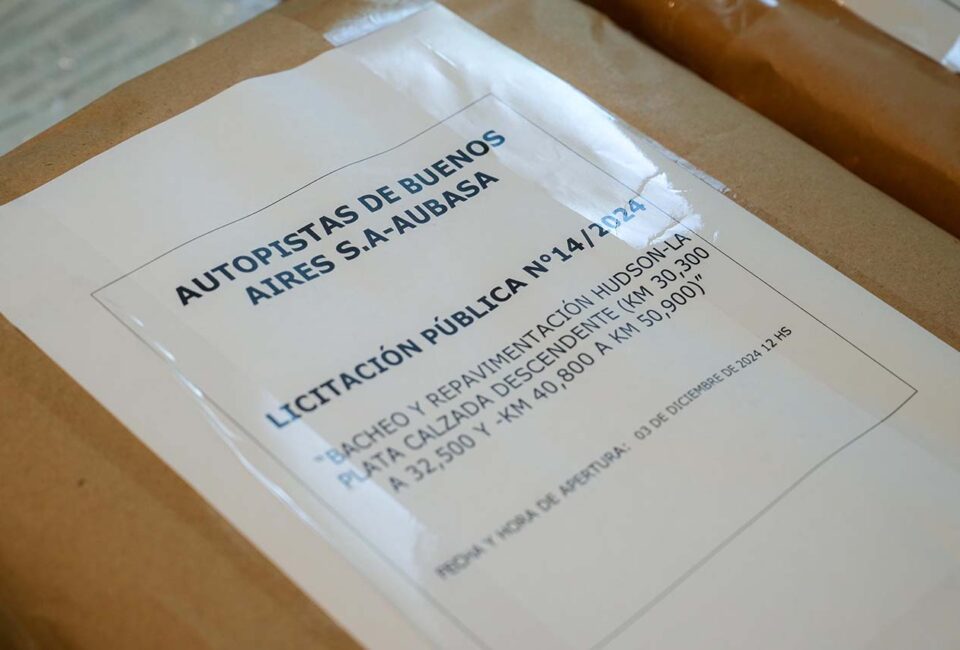 AUTOPISTAS DE BUENOS
AIRES S.A-AUBASA
LICITACIÓN PÚBLICA N°14/2024
"BACHEO Y REPAVIMENTACIÓN HUDSON-LA
PLATA CALZADA DESCENDENTE (KM 30,300
A 32,500 Y -KM 40,800 A KM 50,900)"
FECHA Y HORA DE APERTURA: 03 DE DICIEMBRE DE 2024 12 HS